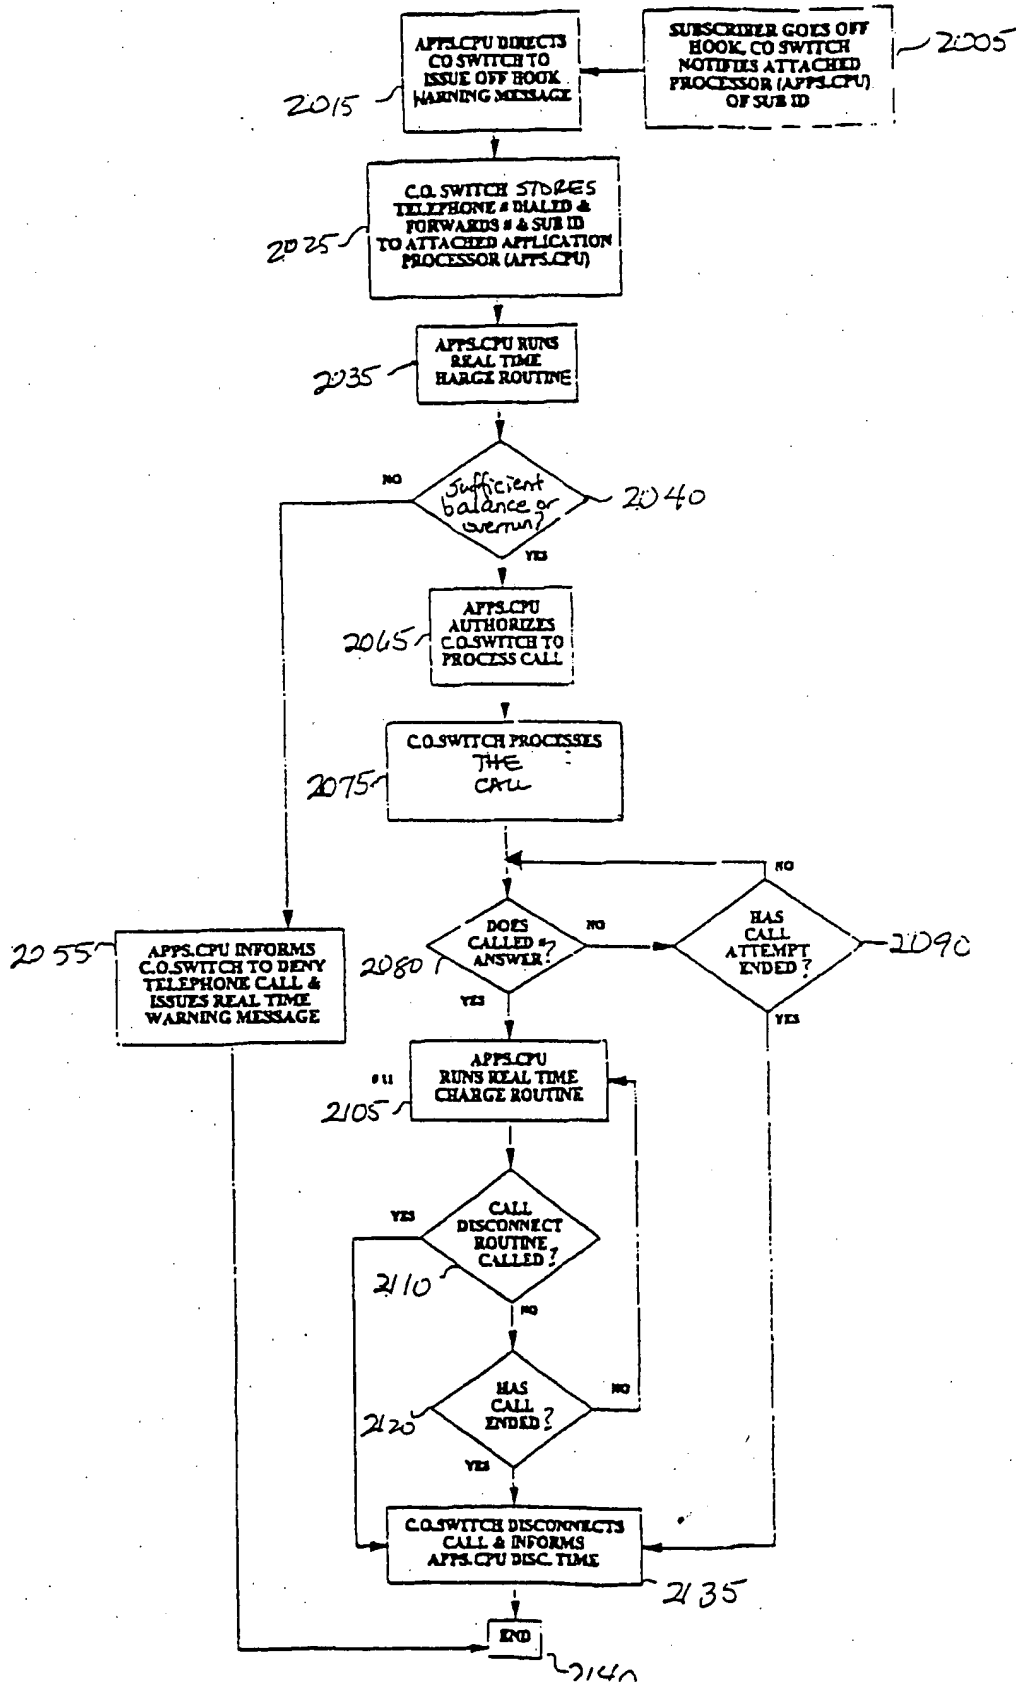 SUBSCRIBER GOES OFF
HOOK, CO SWITCH
NOTIFIES ATTACHED
PROCESSOR (APPS.CPU)
OF SUB ID
2005
APPS.CPU DIRECTS
CO SWITCH TO
ISSUE OFF HOOK
WARNING MESSAGE
2015
C.O. SWITCH STORES
TELEPHONE # DIALED &
FORWARDS # & SUB ID
TO ATTACHED APPLICATION
PROCESSOR (APPS.CPU)
2025
APPS.CPU RUNS
REAL TIME
HARGE ROUTINE
2035
NO
Sufficient
balance or
overrun?
2040
YES
APPS.CPU
AUTHORIZES
C.O.SWITCH TO
PROCESS CALL
2065
C.O.SWITCH PROCESSES
THE
CALL
2075
NO
DOES
CALLED #
ANSWER?
2080
NO
HAS
CALL
ATTEMPT
ENDED?
2090
YES
YES
2055
APPS.CPU INFORMS
C.O.SWITCH TO DENY
TELEPHONE CALL &
ISSUES REAL TIME
WARNING MESSAGE
APPS.CPU
RUNS REAL TIME
CHARGE ROUTINE
2105
YES
CALL
DISCONNECT
ROUTINE
CALLED?
2110
NO
HAS
CALL
ENDED?
2120
NO
YES
C.O.SWITCH DISCONNECTS
CALL & INFORMS
APPS.CPU DISC. TIME
2135
END
2140